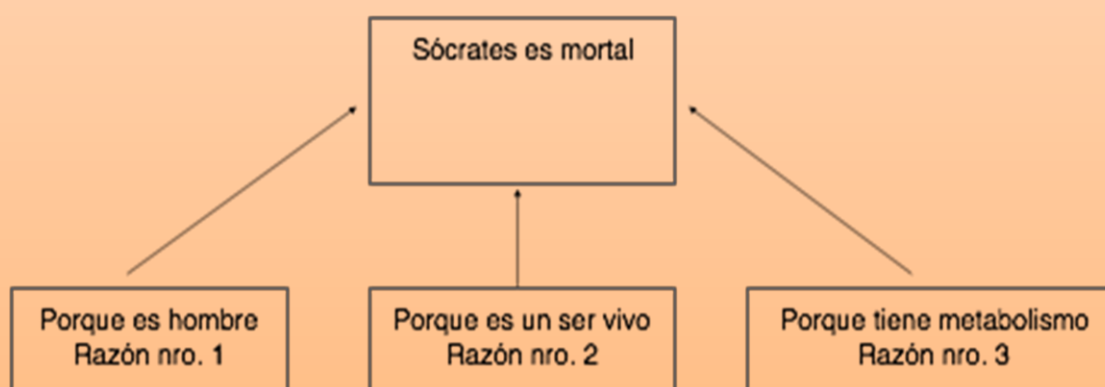 Sócrates es mortal
Porque es hombre
Razón nro. 1
Porque es un ser vivo
Razón nro. 2
Porque tiene metabolismo
Razón nro. 3